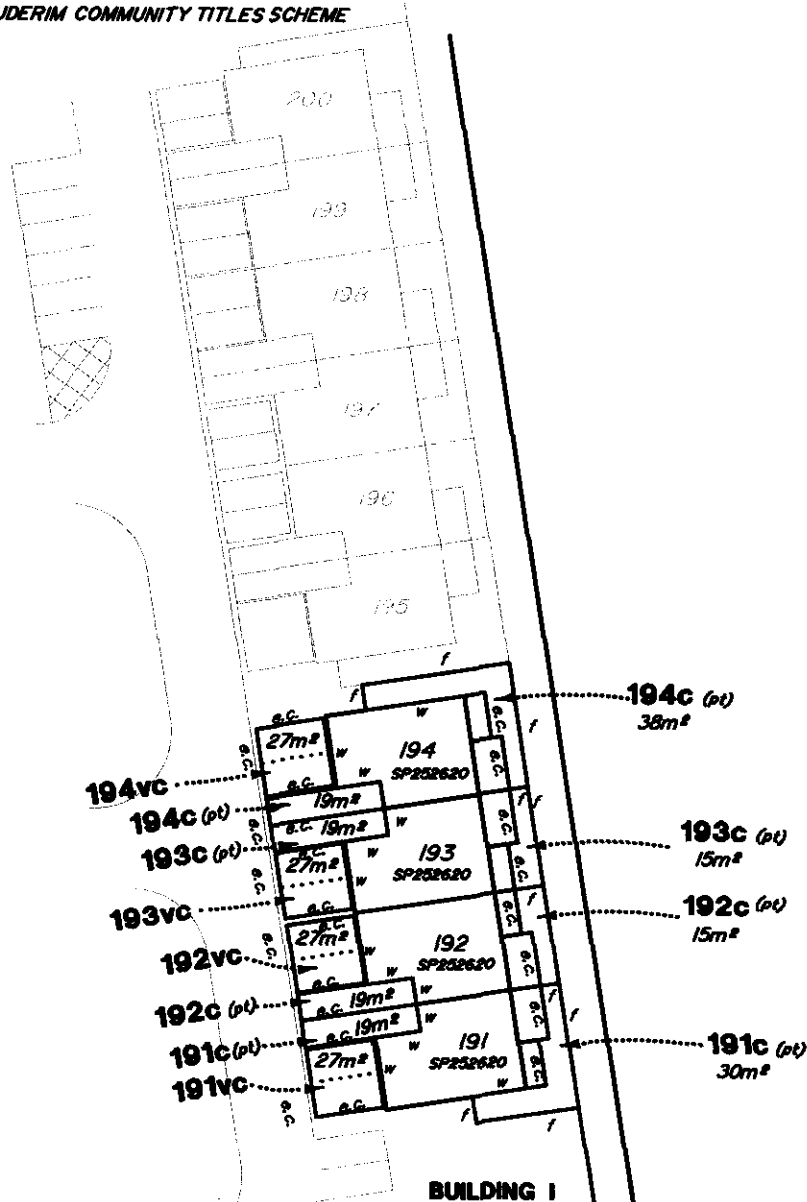 UDERIM COMMUNITY TITLES SCHEME
200
199
198
197
196
195
f
f
194c (pt)
38m²
e.c.
w
e.c.
f
27m²
w
194
SP252620
e.c.
194vc
e.c.
w
e.c.
194c (pt)
19m²
f f
e.c. 19m²
w
193c (pt)
15m²
193c (pt)
e.c.
27m²
w
193
SP252620
e.c.
e.c.
193vc
e.c.
w
f
192c (pt)
15m²
e.c.
27m²
e.c.
w
192
SP252620
e.c.
192vc
e.c.
w
e.c.
192c (pt)
19m²
f
e.c. 19m²
w
f
191c (pt)
e.c.
w
191
SP252620
e.c.
191c (pt)
30m²
27m²
191vc
w
e.c.
e.c.
e.c.
f
f
BUILDING I